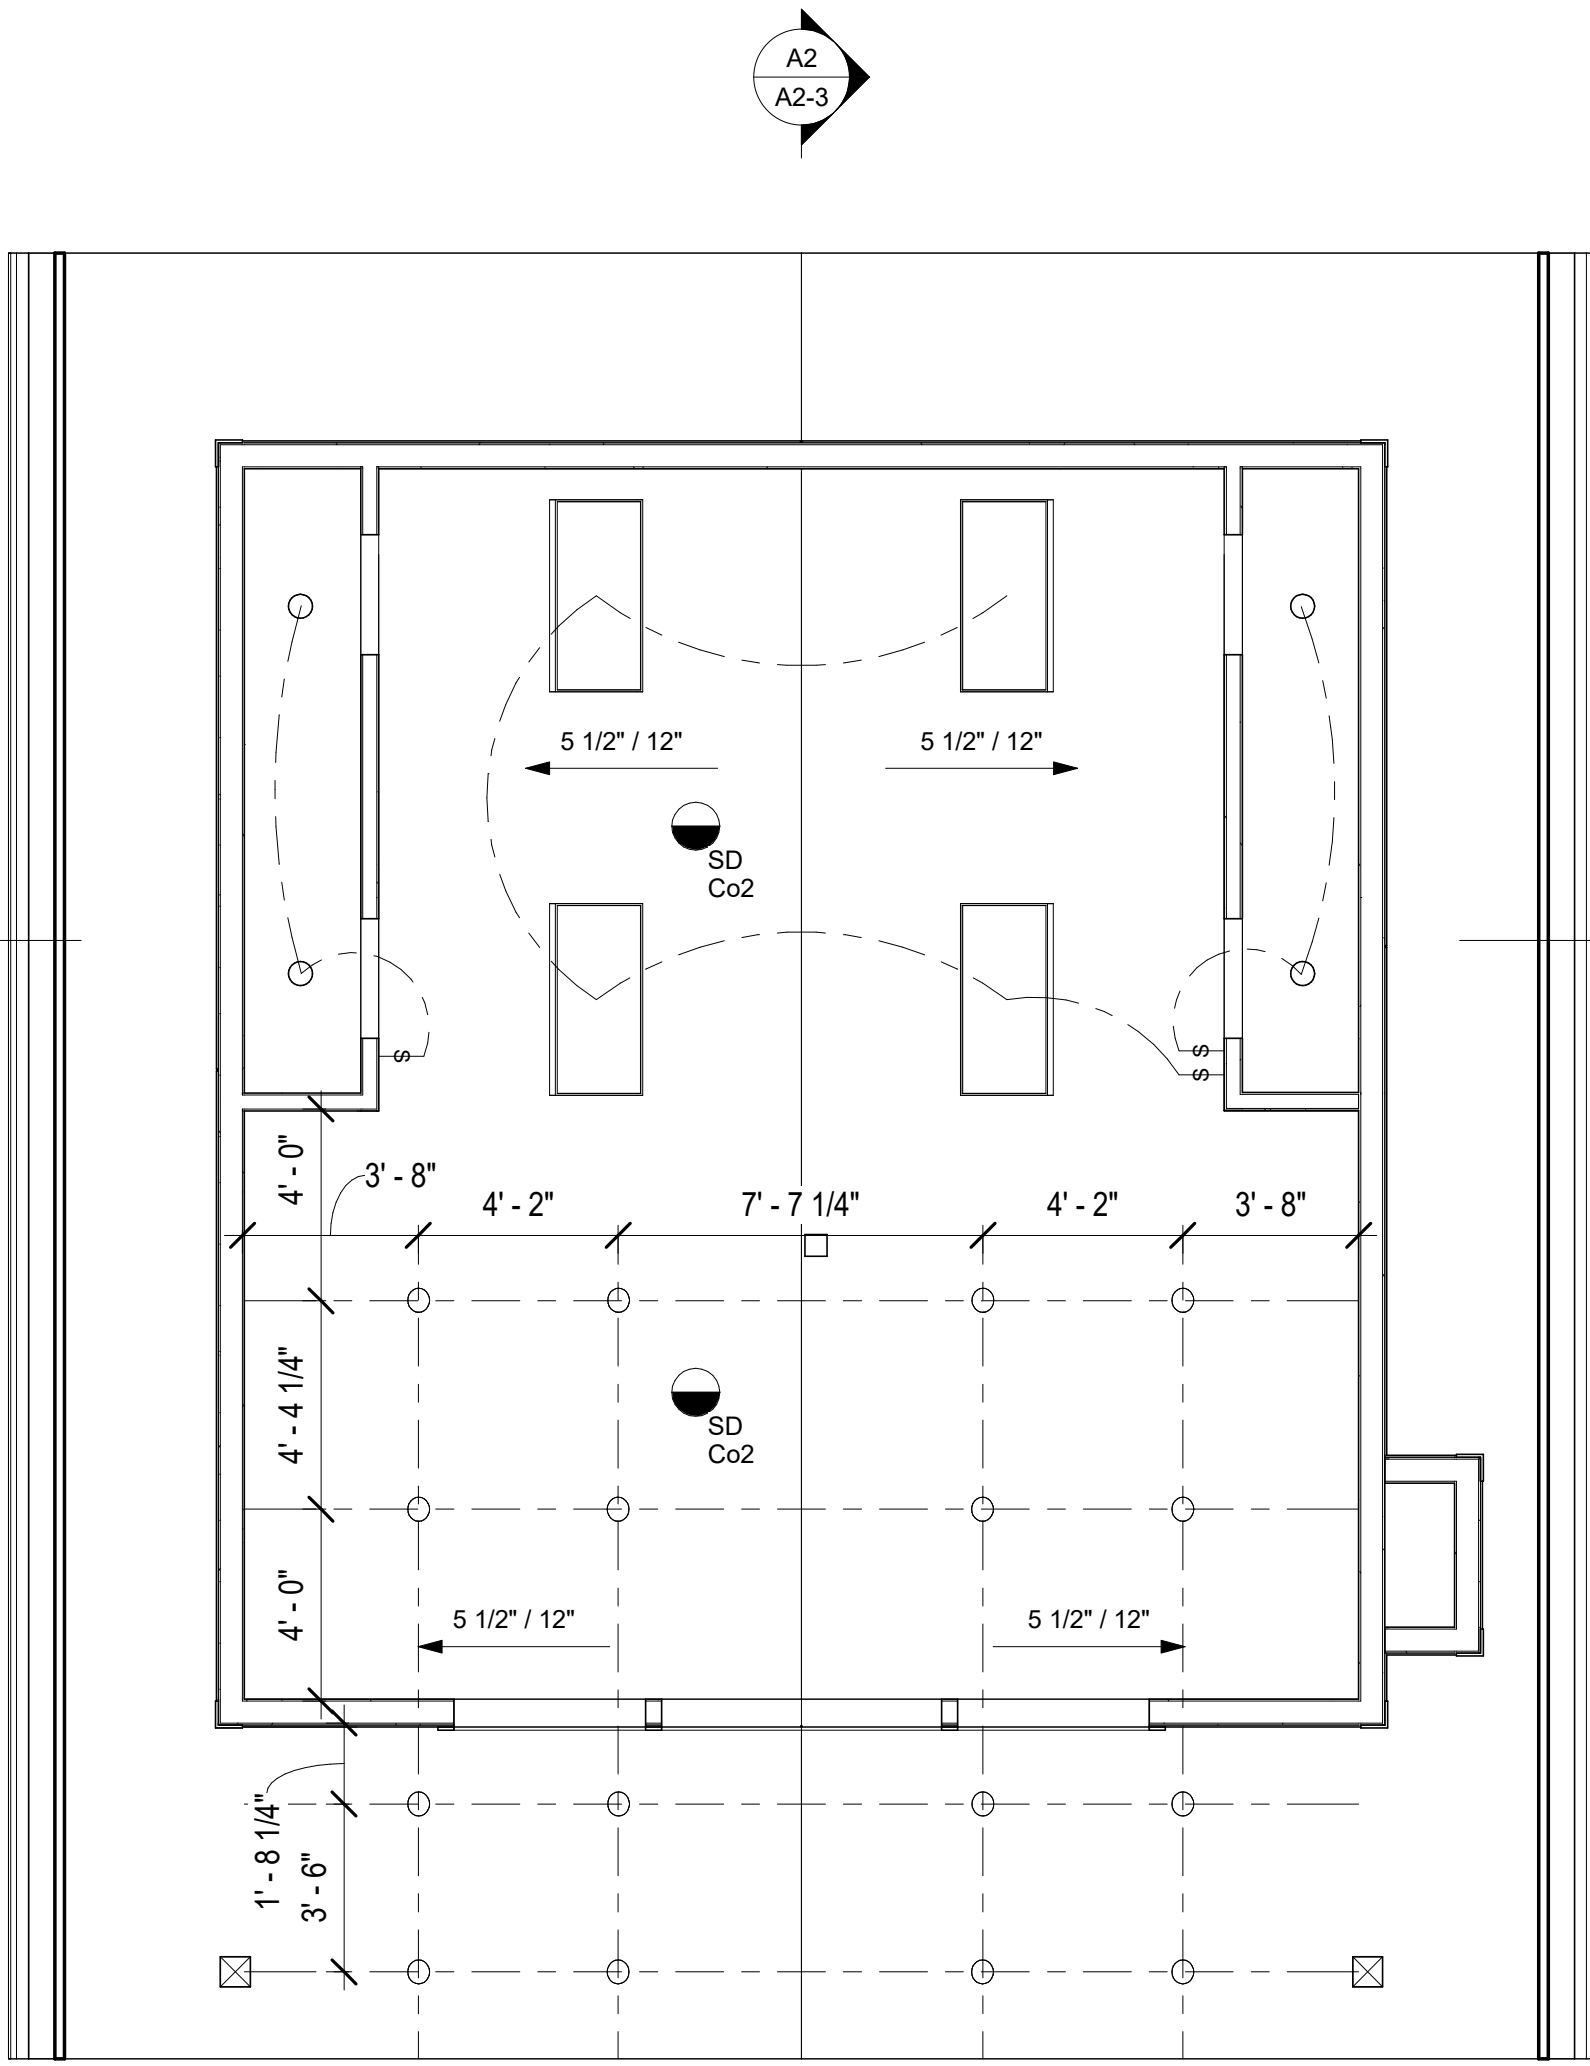 A2
A2-3
5 1/2" / 12"
5 1/2" / 12"
SD
Co2
S
S
S
4' - 0"
3' - 8"
4' - 2"
7' - 7 1/4"
4' - 2"
3' - 8"
4' - 4 1/4"
SD
Co2
4' - 0"
5 1/2" / 12"
5 1/2" / 12"
1' - 8 1/4"
3' - 6"